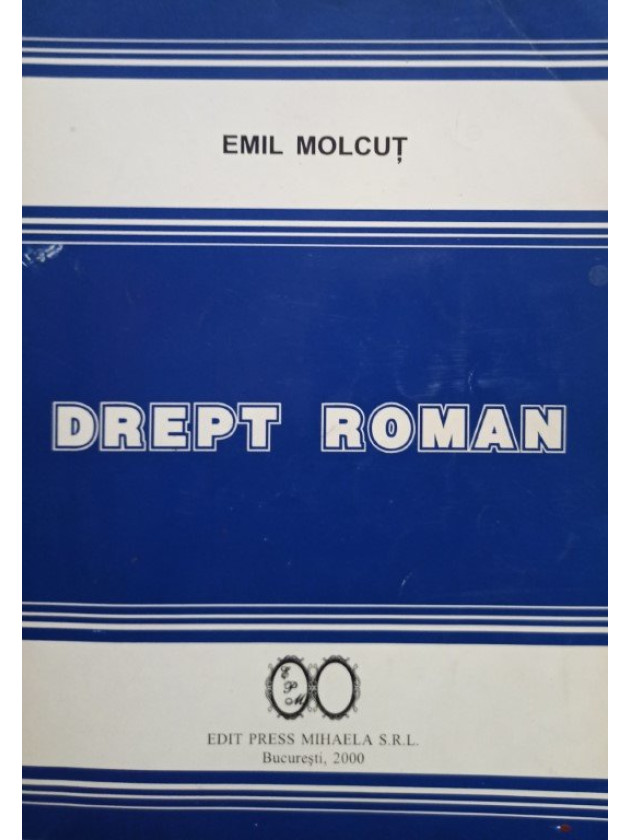 EMIL MOLCUȚ
DREPT ROMAN
E
P
M
EDIT PRESS MIHAELA S.R.L.
București, 2000